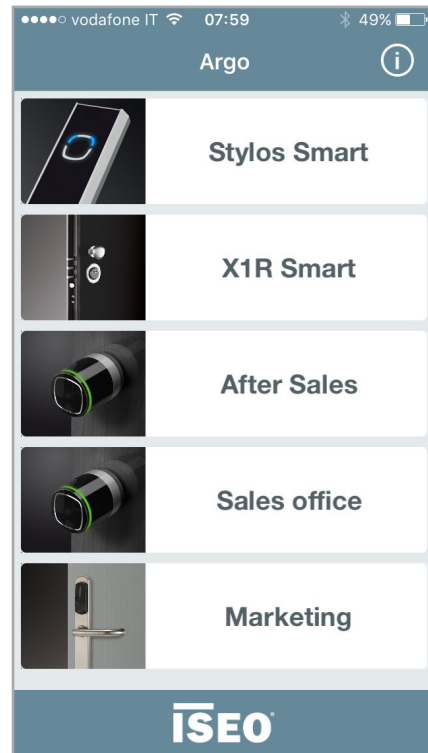 vodafone IT 07:59 49%
Argo
Stylos Smart
X1R Smart
After Sales
Sales office
Marketing
ISEO